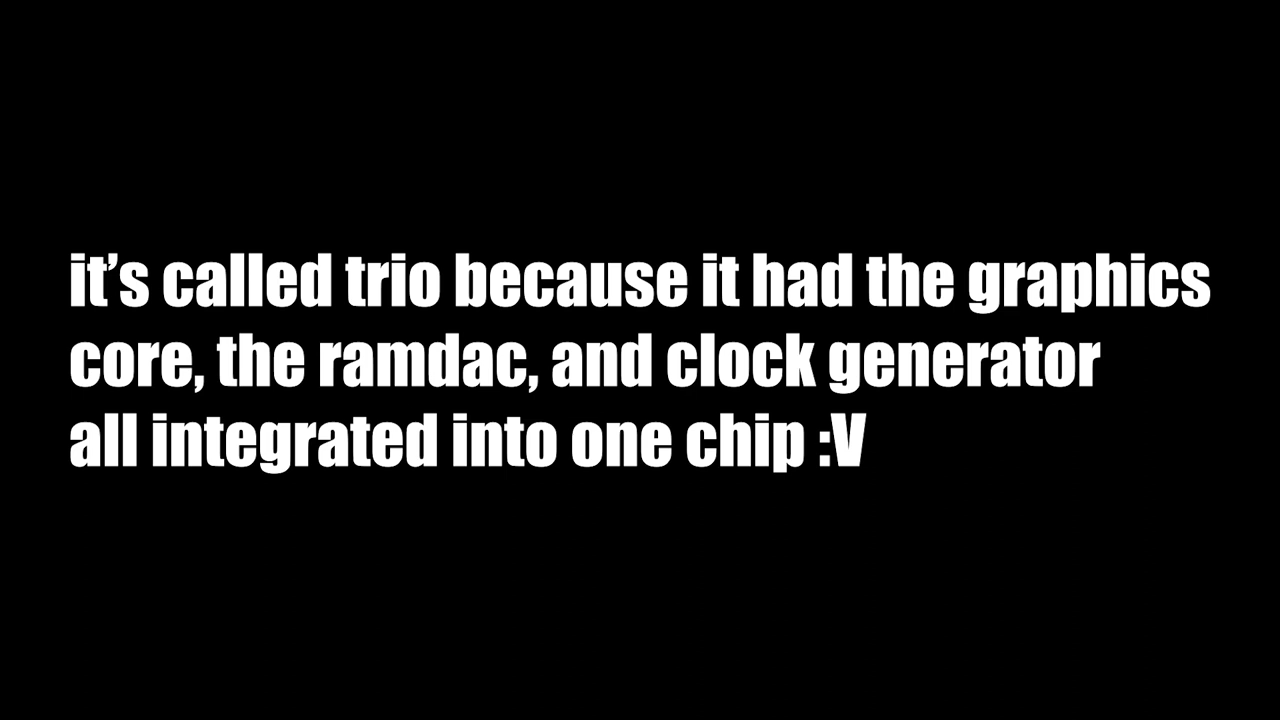 it’s called trio because it had the graphics
core, the ramdac, and clock generator
all integrated into one chip :V